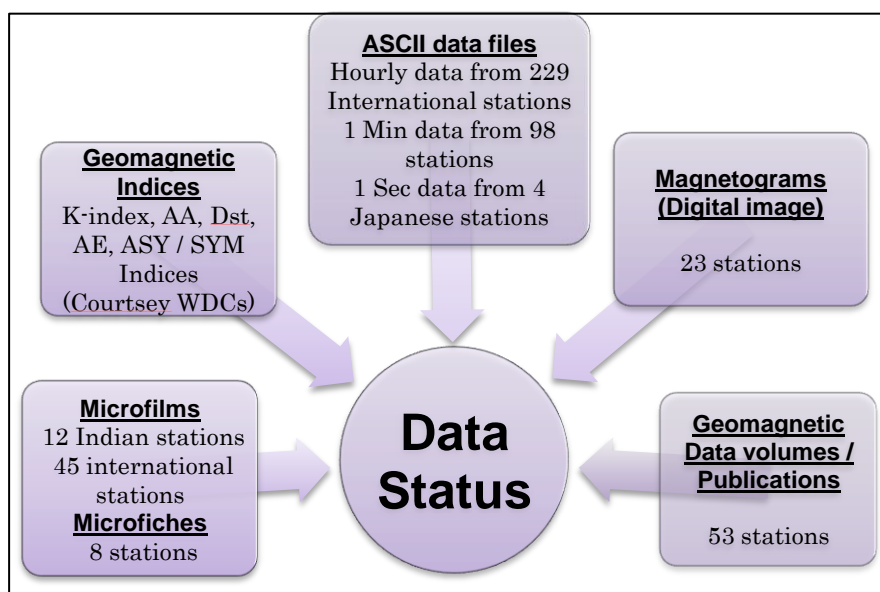 ASCII data files
Hourly data from 229
International stations
1 Min data from 98
stations
1 Sec data from 4
Japanese stations
Geomagnetic
Indices
K-index, AA, Dst,
AE, ASY / SYM
Indices
(Courtsey WDCs)
Magnetograms
(Digital image)
23 stations
Microfilms
12 Indian stations
45 international
stations
Microfiches
8 stations
Data
Status
Geomagnetic
Data volumes /
Publications
53 stations